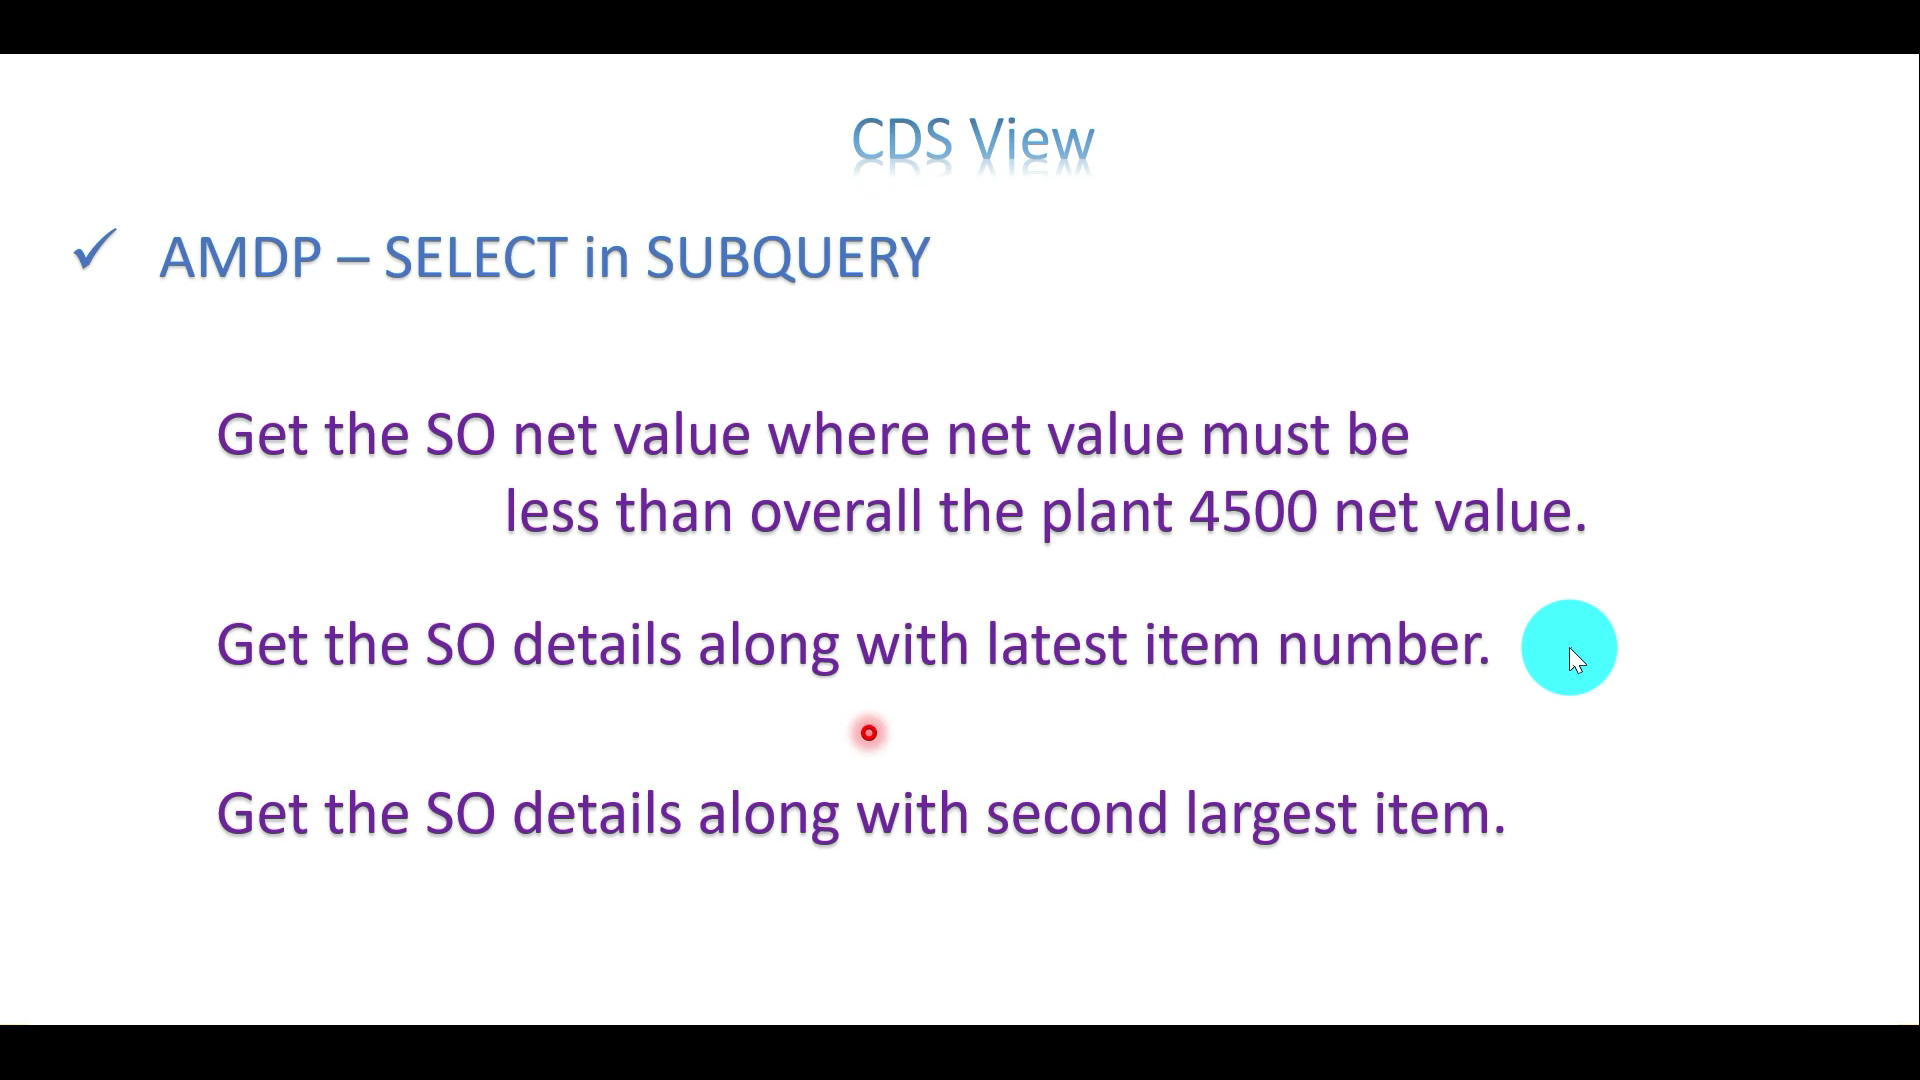 CDS View
✓ AMDP – SELECT in SUBQUERY
Get the SO net value where net value must be
less than overall the plant 4500 net value.
Get the SO details along with latest item number.
Get the SO details along with second largest item.